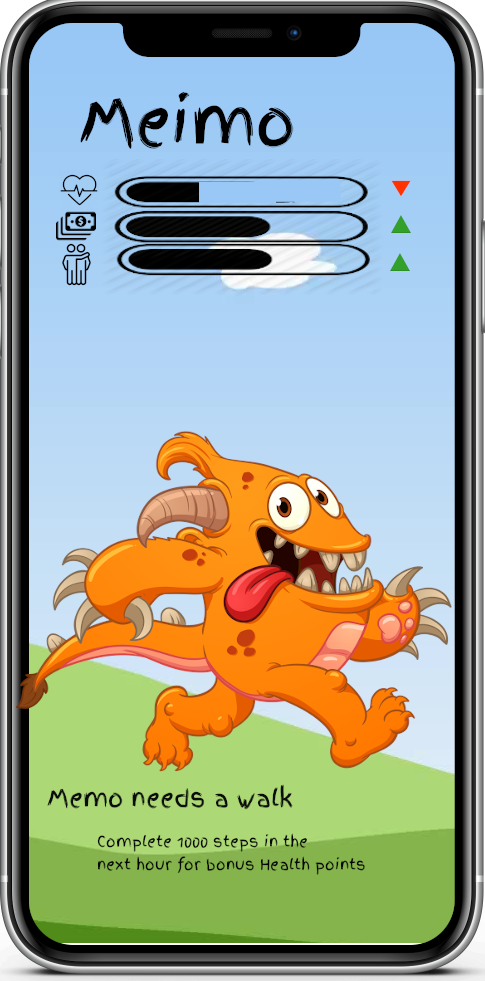 Meimo
$
Memo needs a walk
Complete 1000 steps in the
next hour for bonus Health points